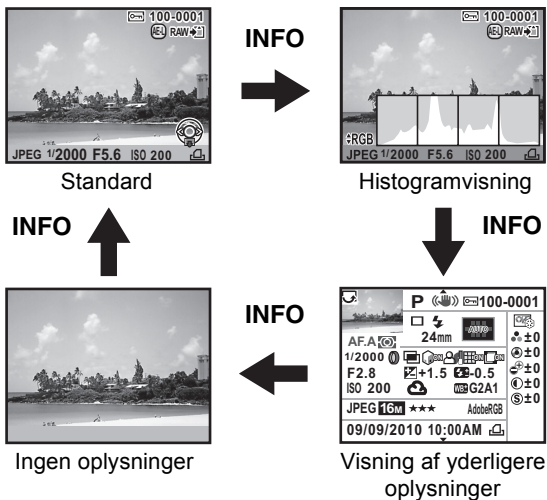 100-0001
AE-L RAW+
JPEG 1/2000 F5.6 ISO 200
Standard
INFO
100-0001
AE-L RAW+
RGB
JPEG 1/2000 F5.6 ISO 200
Histogramvisning
INFO
P 100-0001
24mm AUTO
AF.A
1/2000
F2.8 +1.5 -0.5
ISO 200 G2A1
JPEG 16M ★★★ AdobeRGB
09/09/2010 10:00AM
±0
±0
±0
±0
S ±0
Visning af yderligere
oplysninger
INFO
Ingen oplysninger
INFO